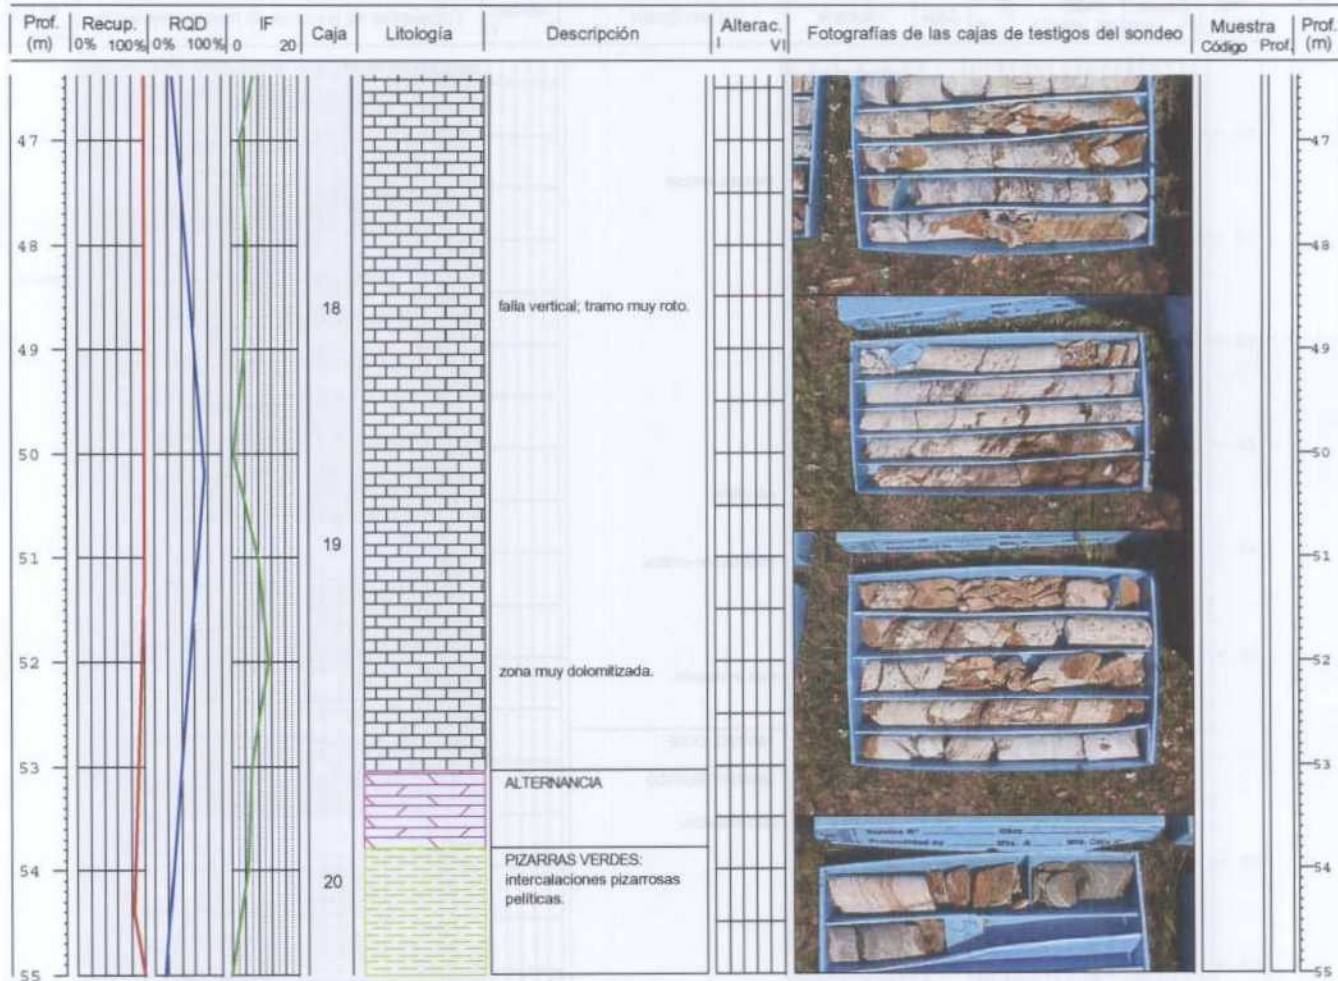 Prof. (m)
Recup. 0% 100%
RQD 0% 100%
IF 0 20
Caja
Litología
Descripción
Alterac. I VI
Fotografías de las cajas de testigos del sondeo
Muestra
Código Prof.
Prof. (m)
47 47
48 48
18 falla vertical; tramo muy roto.
49 49
50 50
19
51 51
52 52
zona muy dolomitizada.
53 53
ALTERNANCIA
PIZARRAS VERDES:
intercalaciones pizarrosas
pelíticas.
54 54
20
55 55